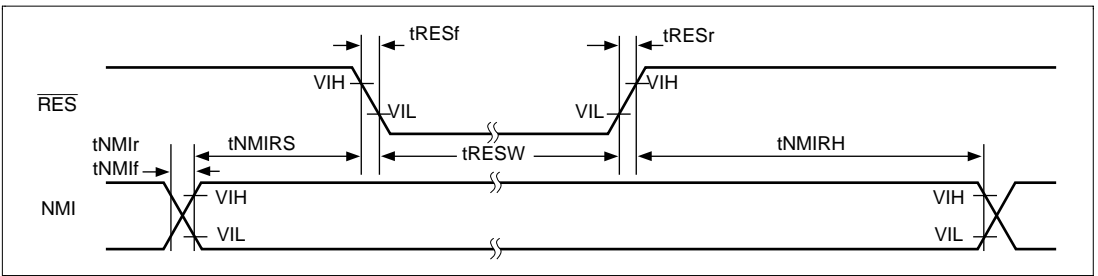 tRESf
tRESr
VIH
VIH
RES
VIL
VIL
tNMIr
tNMIRS
tRESW
tNMIRH
tNMIf
VIH
VIH
NMI
VIL
VIL